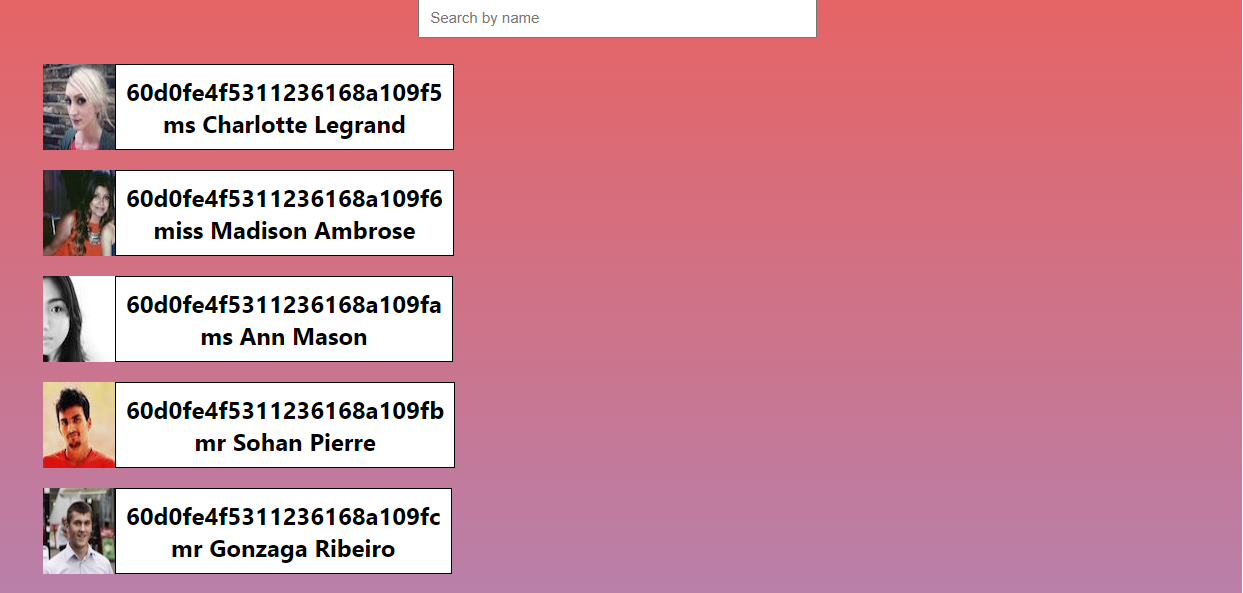 Search by name
60d0fe4f5311236168a109f5
ms Charlotte Legrand
60d0fe4f5311236168a109f6
miss Madison Ambrose
60d0fe4f5311236168a109fa
ms Ann Mason
60d0fe4f5311236168a109fb
mr Sohan Pierre
60d0fe4f5311236168a109fc
mr Gonzaga Ribeiro